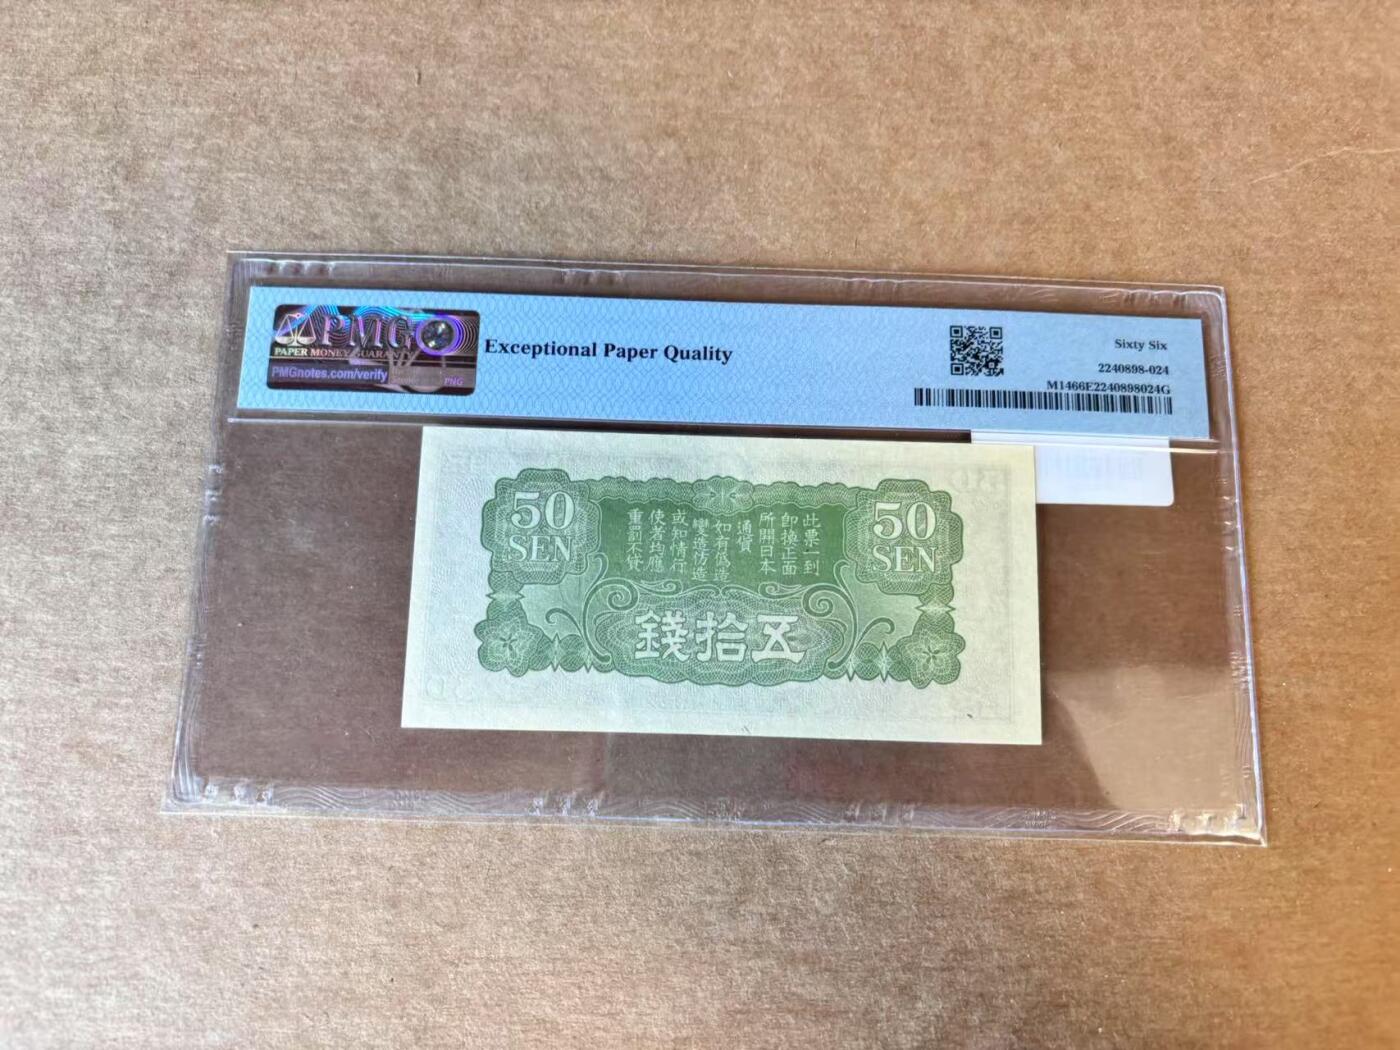 PMG
PAPER MONEY GUARANTY
PMGnotes.com/verify
PMG
Exceptional Paper Quality
Sixty Six
2240898-024
M1466E2240898024G
50
SEN
50
SEN
此票一到
即換正面
所開日本
通貨
如有偽造
變造仿造
或知情行
使者均應
重罰不貸
錢拾五